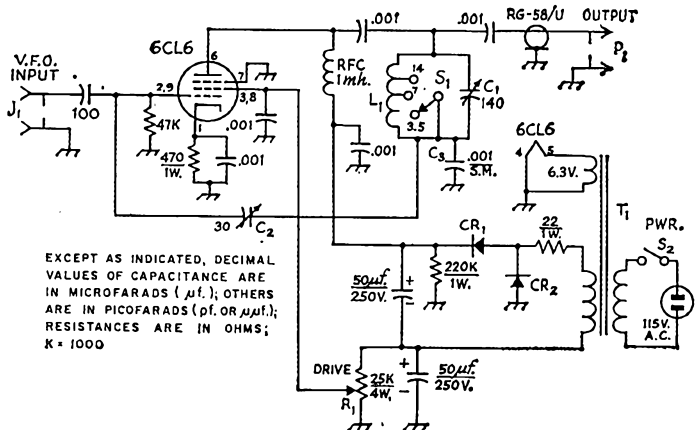 .001
.001
RG-58/U
OUTPUT
P₂
6CL6
V.F.O.
INPUT
J₁
100
6
7
2,9
3,8
1
47K
.001
470
1W.
.001
RFC
1mh.
14
7
3.5
L₁
S₁
C₁
140
.001
C₃
.001
S.M.
6CL6
4
5
6.3V.
T₁
PWR.
S₂
115V.
A.C.
30
C₂
CR₁
22
1W.
CR₂
220K
1W.
50µf.
250V.
+
-
EXCEPT AS INDICATED, DECIMAL
VALUES OF CAPACITANCE ARE
IN MICROFARADS (µf.); OTHERS
ARE IN PICOFARADS (pf. OR µµf.);
RESISTANCES ARE IN OHMS;
K = 1000
DRIVE
R₁
25K
4W.
+
-
50µf.
250V.